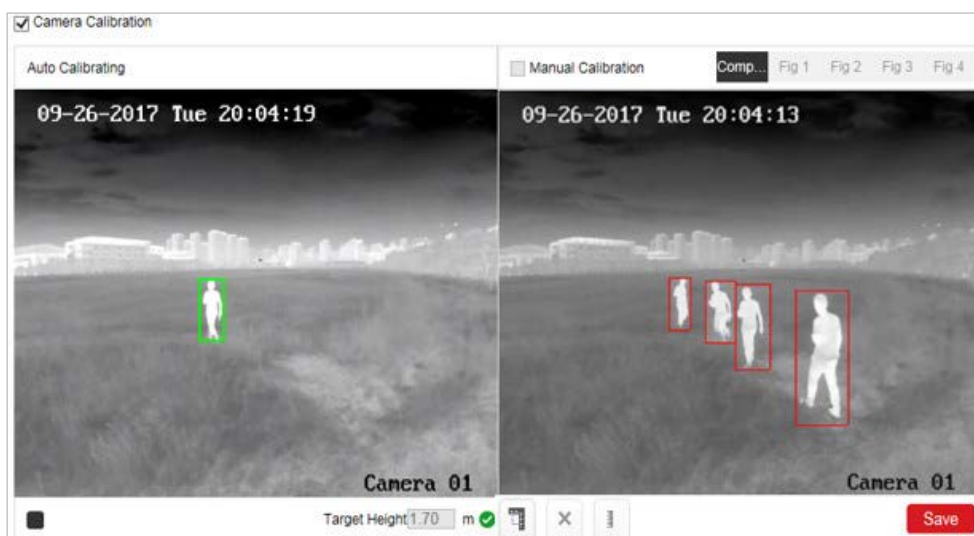 Camera Calibration
Auto Calibrating
Manual Calibration
Comp...
Fig 1
Fig 2
Fig 3
Fig 4
09-26-2017 Tue 20:04:19
09-26-2017 Tue 20:04:13
Camera 01
Camera 01
Target Height 1.70 m
Save